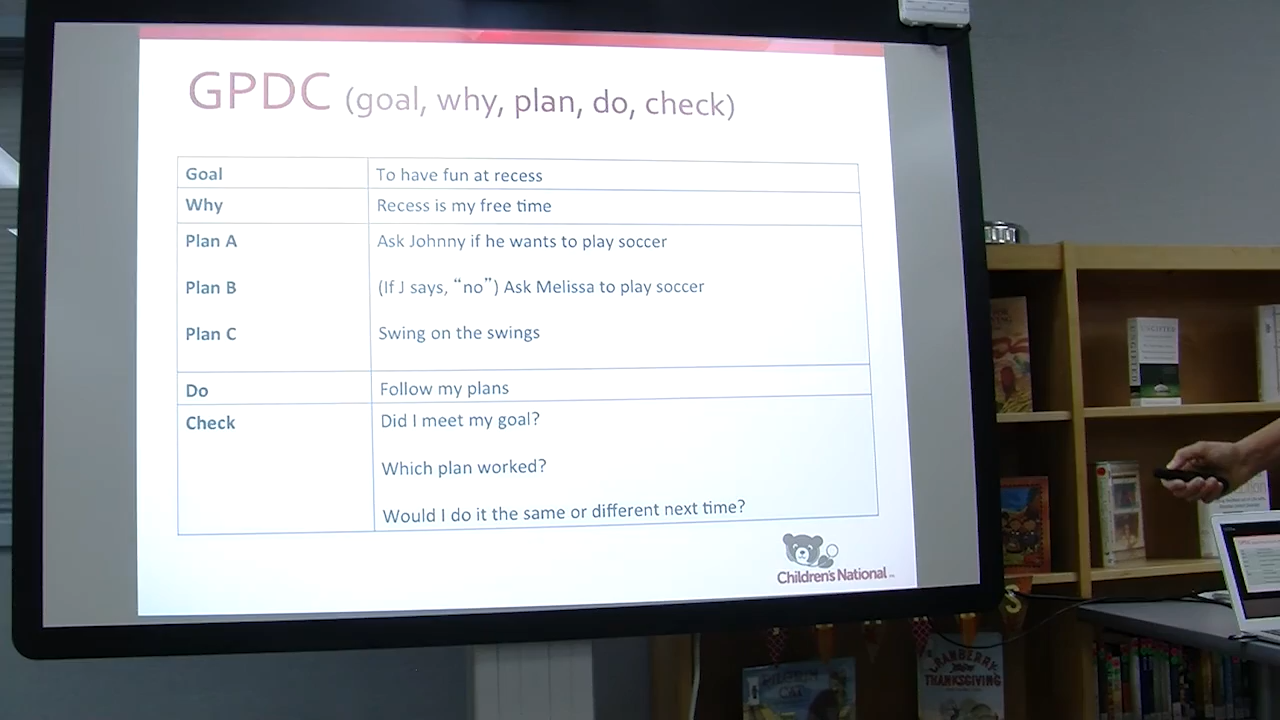 GPDC (goal, why, plan, do, check)
Goal To have fun at recess
Why Recess is my free time
Plan A Ask Johnny if he wants to play soccer
Plan B (If J says, “no”) Ask Melissa to play soccer
Plan C Swing on the swings
Do Follow my plans
Check Did I meet my goal?
Which plan worked?
Would I do it the same or different next time?
Children's National
CRANBERRY
THANKSGIVING
CAT
S